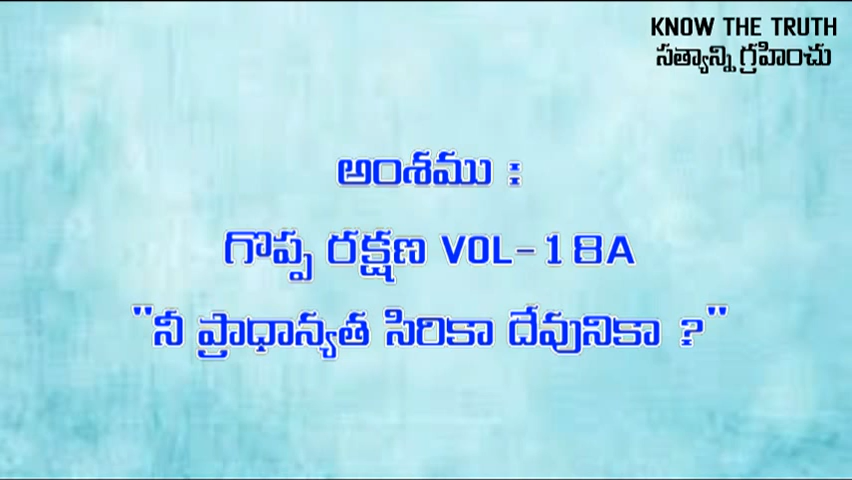 KNOW THE TRUTH
సత్యాన్ని గ్రహించు
అంశము :
గొప్ప రక్షణ VOL-18A
"నీ ప్రాధాన్యత సిరికా దేవునికా ?"